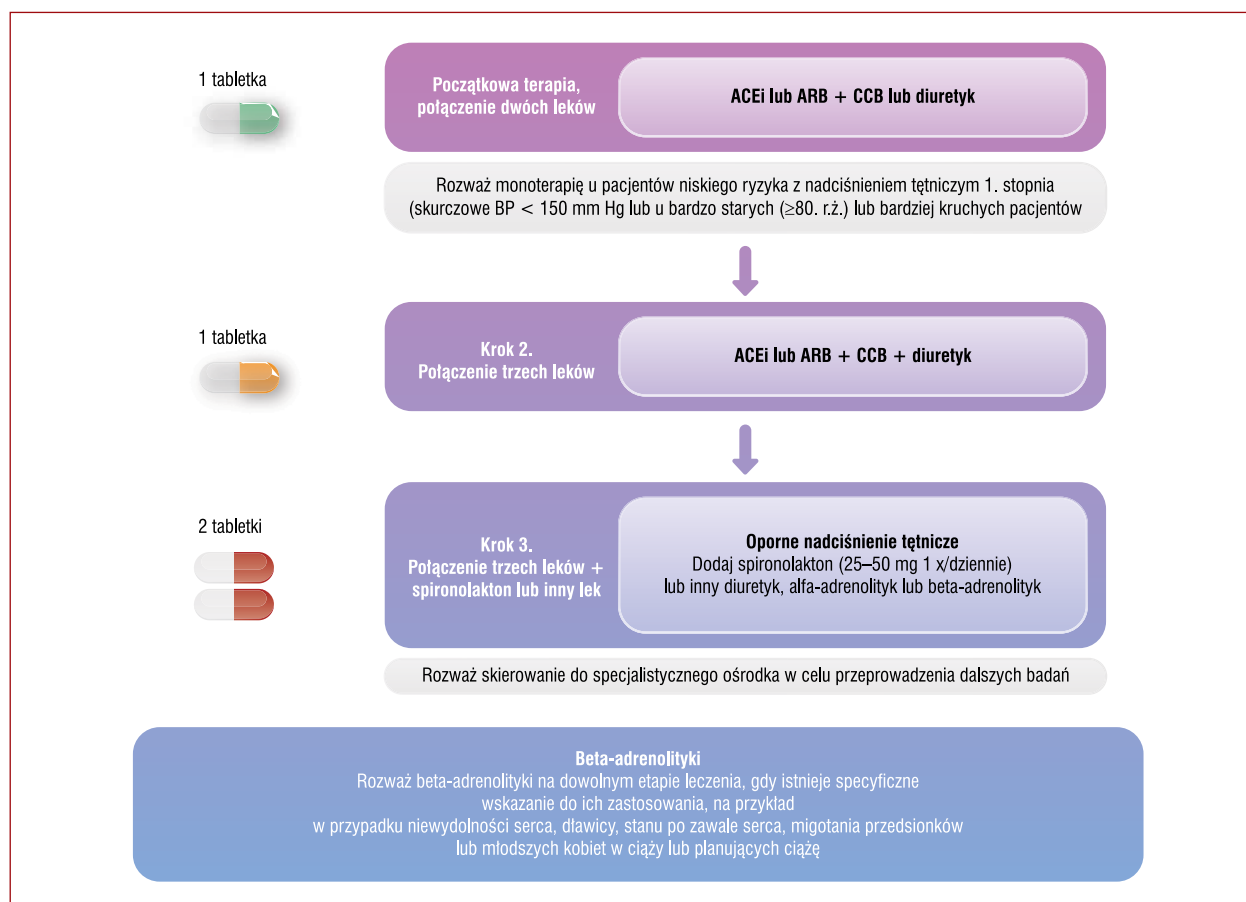 1 tabletka
Początkowa terapia,
połączenie dwóch leków
ACEi lub ARB + CCB lub diuretyk
Rozważ monoterapię u pacjentów niskiego ryzyka z nadciśnieniem tętniczym 1. stopnia
(skurczowe BP < 150 mm Hg lub u bardzo starych (≥80. r.ż.) lub bardziej kruchych pacjentów
1 tabletka
Krok 2.
Połączenie trzech leków
ACEi lub ARB + CCB + diuretyk
2 tabletki
Krok 3.
Połączenie trzech leków +
spironolakton lub inny lek
Oporne nadciśnienie tętnicze
Dodaj spironolakton (25–50 mg 1 x/dziennie)
lub inny diuretyk, alfa-adrenolityk lub beta-adrenolityk
Rozważ skierowanie do specjalistycznego ośrodka w celu przeprowadzenia dalszych badań
Beta-adrenolityki
Rozważ beta-adrenolityki na dowolnym etapie leczenia, gdy istnieje specyficzne
wskazanie do ich zastosowania, na przykład
w przypadku niewydolności serca, dławicy, stanu po zawale serca, migotania przedsionków
lub młodszych kobiet w ciąży lub planujących ciążę